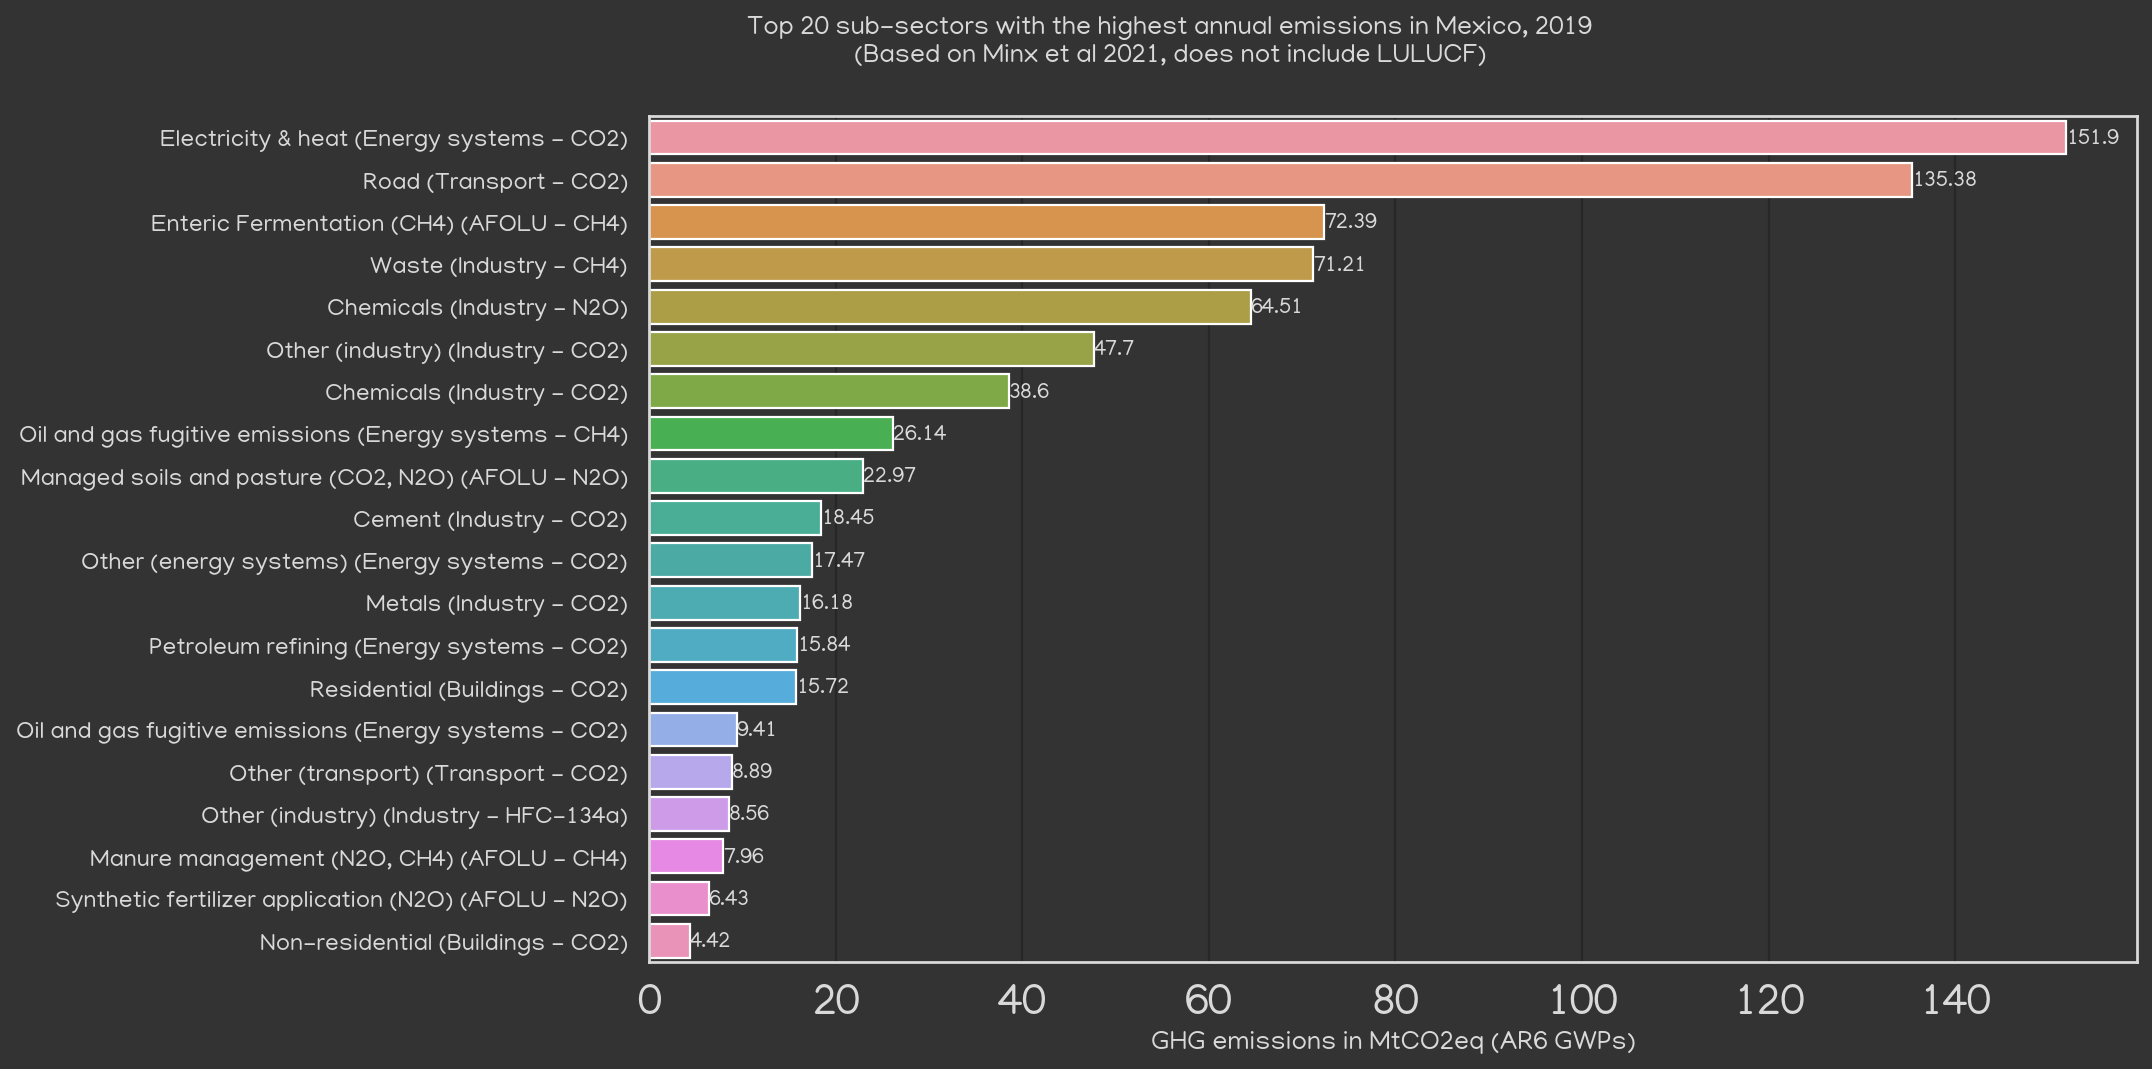 Top 20 sub-sectors with the highest annual emissions in Mexico, 2019
(Based on Minx et al 2021, does not include LULUCF)
Electricity & heat (Energy systems - CO2) 151.9
Road (Transport - CO2) 135.38
Enteric Fermentation (CH4) (AFOLU - CH4) 72.39
Waste (Industry - CH4) 71.21
Chemicals (Industry - N2O) 64.51
Other (industry) (Industry - CO2) 47.7
Chemicals (Industry - CO2) 38.6
Oil and gas fugitive emissions (Energy systems - CH4) 26.14
Managed soils and pasture (CO2, N2O) (AFOLU - N2O) 22.97
Cement (Industry - CO2) 18.45
Other (energy systems) (Energy systems - CO2) 17.47
Metals (Industry - CO2) 16.18
Petroleum refining (Energy systems - CO2) 15.84
Residential (Buildings - CO2) 15.72
Oil and gas fugitive emissions (Energy systems - CO2) 9.41
Other (transport) (Transport - CO2) 8.89
Other (industry) (Industry - HFC-134a) 8.56
Manure management (N2O, CH4) (AFOLU - CH4) 7.96
Synthetic fertilizer application (N2O) (AFOLU - N2O) 6.43
Non-residential (Buildings - CO2) 4.42
0 20 40 60 80 100 120 140
GHG emissions in MtCO2eq (AR6 GWPs)